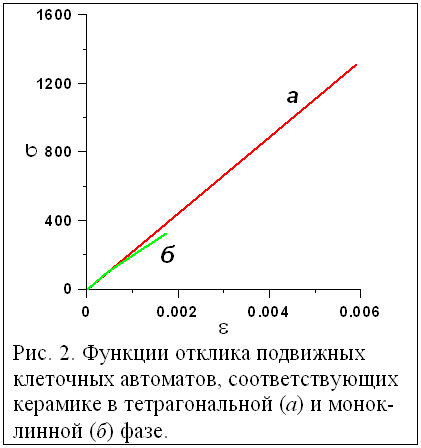 1600
1200
800
400
0
σ
а
б
0 0.002 0.004 0.006
ε
Рис. 2. Функции отклика подвижных
клеточных автоматов, соответствующих
керамике в тетрагональной (а) и монок-
линной (б) фазе.